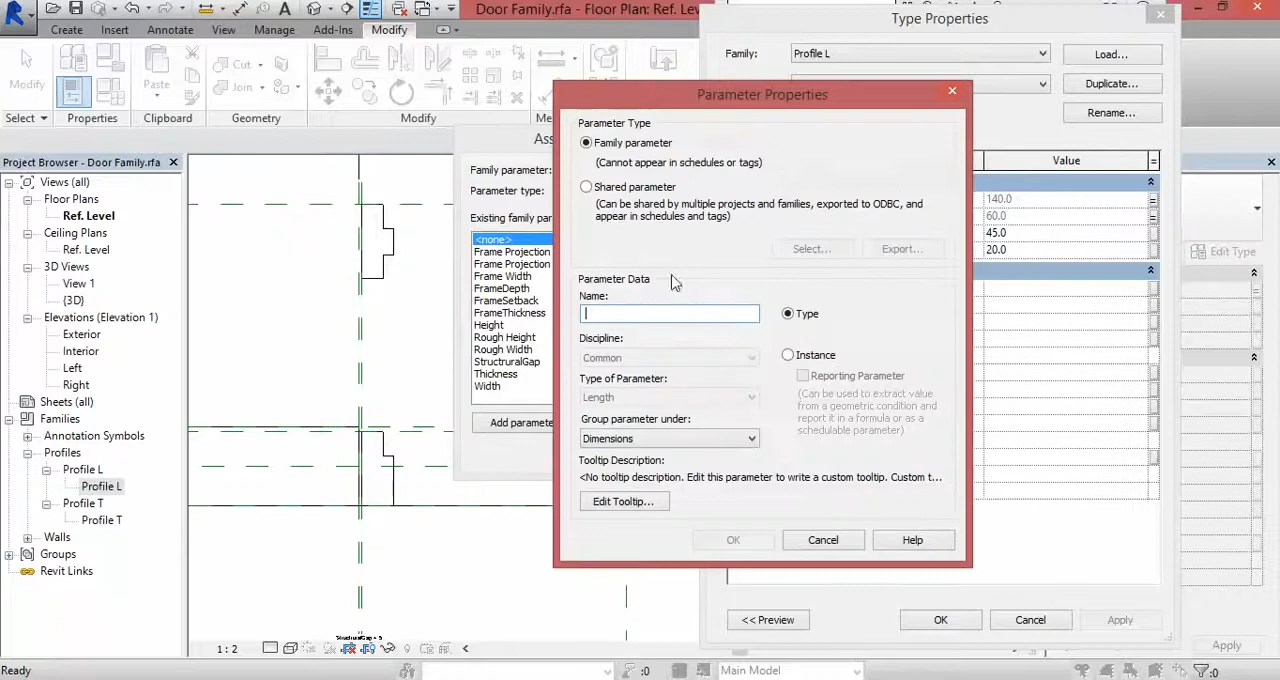 Door Family.rfa - Floor Plan: Ref. Lev
Create Insert Annotate View Manage Add-Ins Modify
Modify Paste Cut Join
Select Properties Clipboard Geometry Modify Me
Project Browser - Door Family.rfa
Views (all)
Floor Plans
Ref. Level
Ceiling Plans
Ref. Level
3D Views
View 1
{3D}
Elevations (Elevation 1)
Exterior
Interior
Left
Right
Sheets (all)
Families
Annotation Symbols
Profiles
Profile L
Profile L
Profile T
Profile T
Walls
Groups
Revit Links
Ass
Family parameter:
Parameter type:
Existing family par
<none>
Frame Projection
Frame Projection
Frame Width
FrameDepth
FrameSetback
FrameThickness
Height
Rough Height
Rough Width
StructuralGap
Thickness
Width
Add paramete
Parameter Properties
Parameter Type
Family parameter
(Cannot appear in schedules or tags)
Shared parameter
(Can be shared by multiple projects and families, exported to ODBC, and
appear in schedules and tags)
Select... Export...
Parameter Data
Name:
Type
Discipline:
Common
Instance
Reporting Parameter
Type of Parameter:
Length
(Can be used to extract value
from a geometric condition and
report it in a formula or as a
schedulable parameter)
Group parameter under:
Dimensions
Tooltip Description:
<No tooltip description. Edit this parameter to write a custom tooltip. Custom t...
Edit Tooltip...
OK Cancel Help
Type Properties
Family: Profile L Load...
Duplicate...
Rename...
Value =
140.0
60.0
45.0
20.0
<< Preview OK Cancel Apply
Edit Type
Apply
StructuralGap = 5
1 : 2
Ready :0 Main Model :0